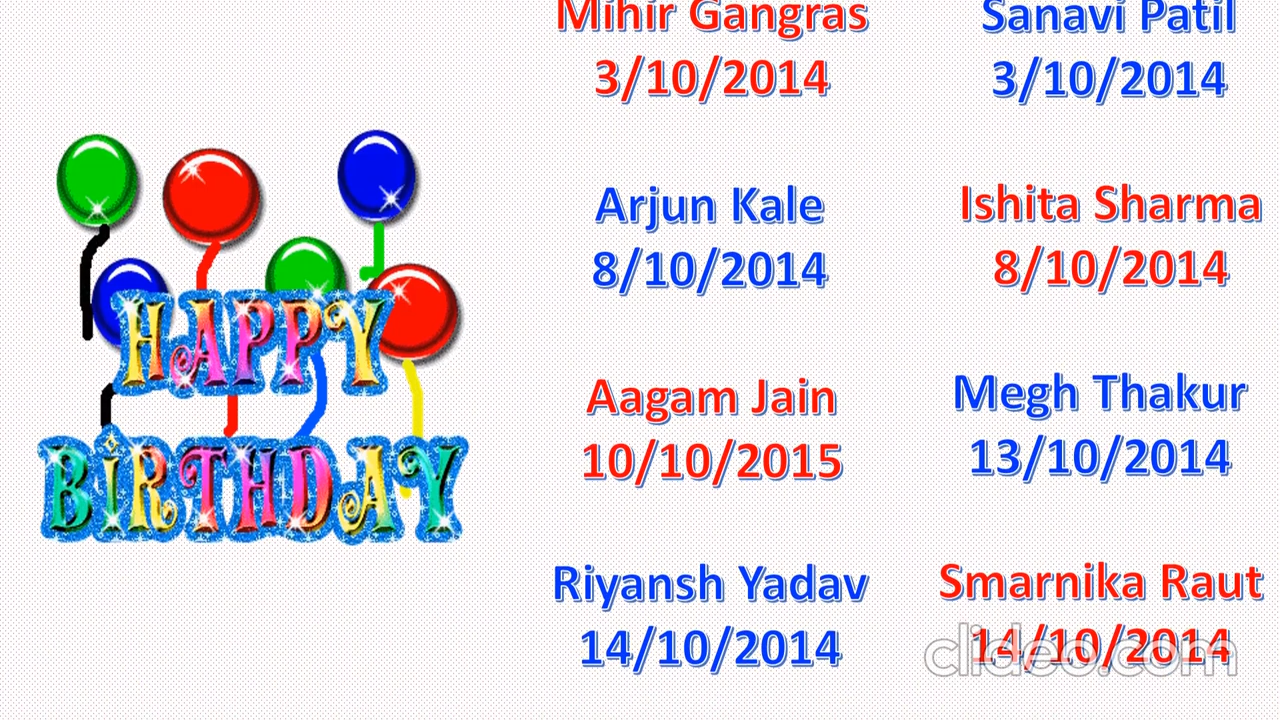 HAPPY
BIRTHDAY
Mihir Gangras
3/10/2014
Sanavi Patil
3/10/2014
Arjun Kale
8/10/2014
Ishita Sharma
8/10/2014
Aagam Jain
10/10/2015
Megh Thakur
13/10/2014
Riyansh Yadav
14/10/2014
Smarnika Raut
14/10/2014
clideo.com